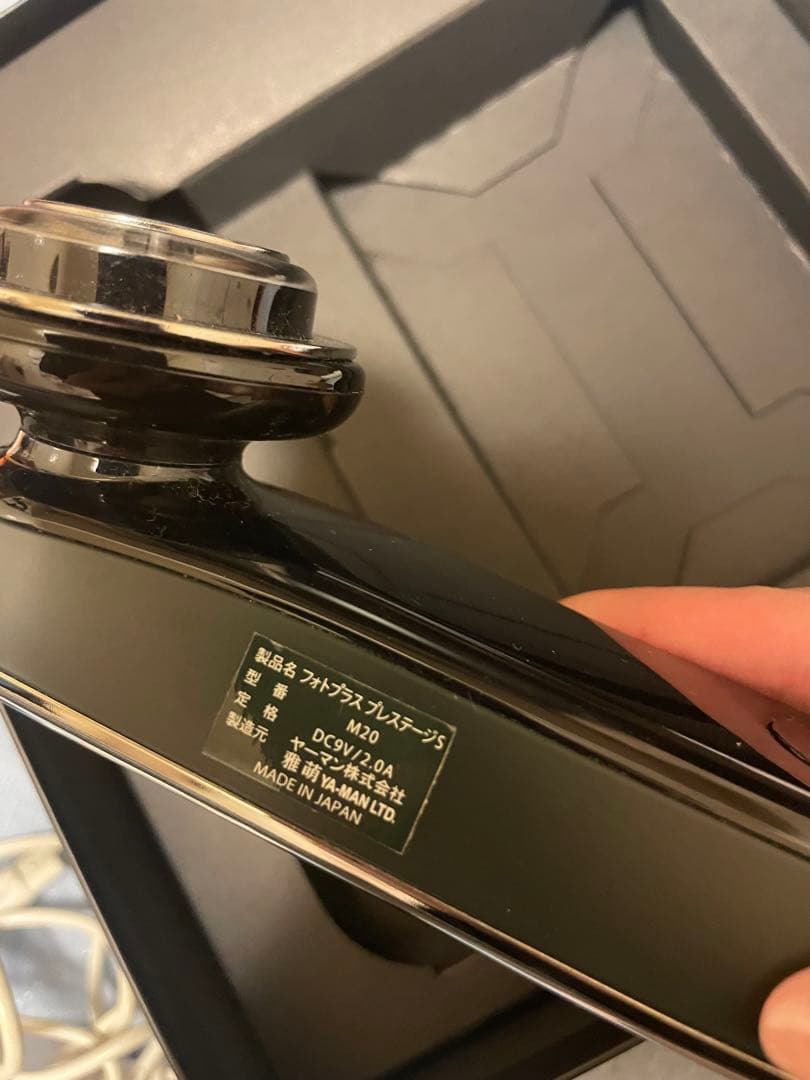 製品名 フォトプラス プレステージS
型番 M20
定格 DC9V/2.0A
製造元 ヤーマン株式会社
雅萌 YA-MAN LTD.
MADE IN JAPAN